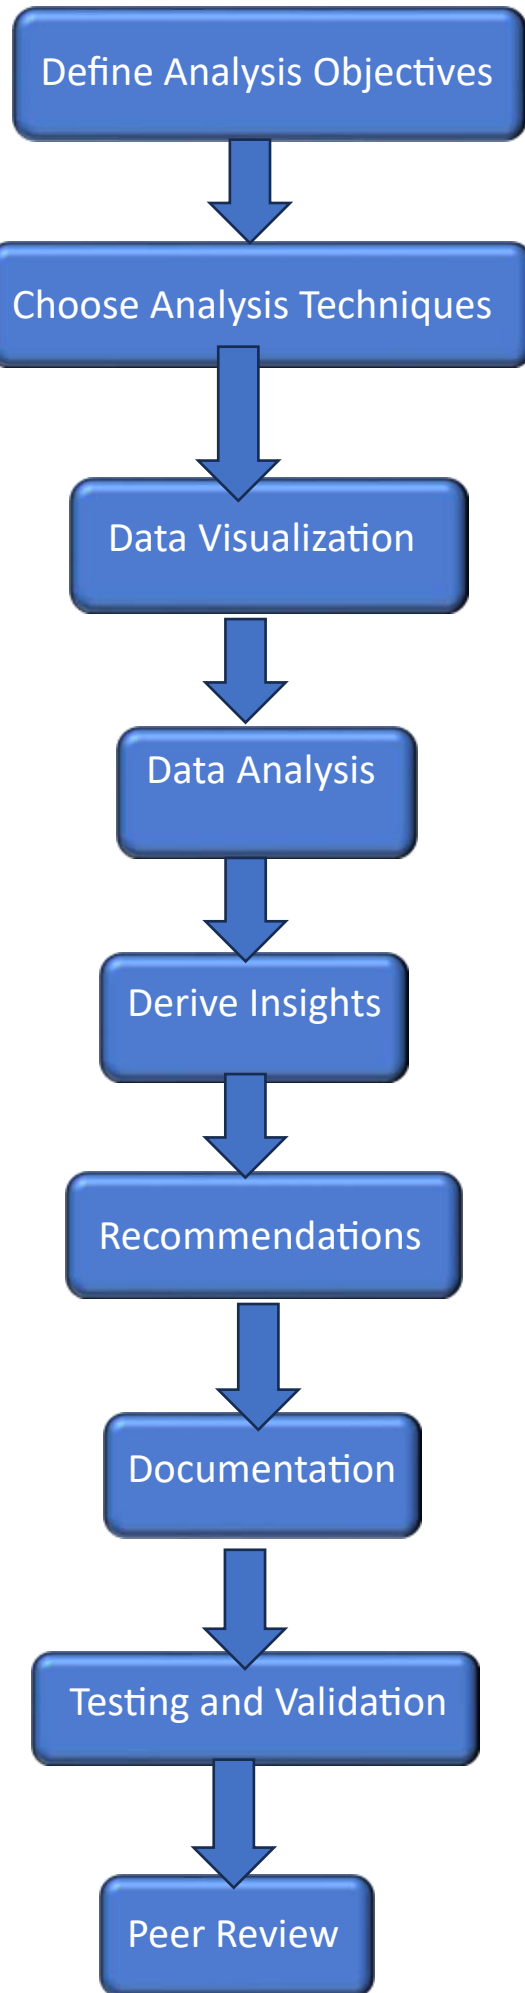 Define Analysis Objectives
Choose Analysis Techniques
Data Visualization
Data Analysis
Derive Insights
Recommendations
Documentation
Testing and Validation
Peer Review